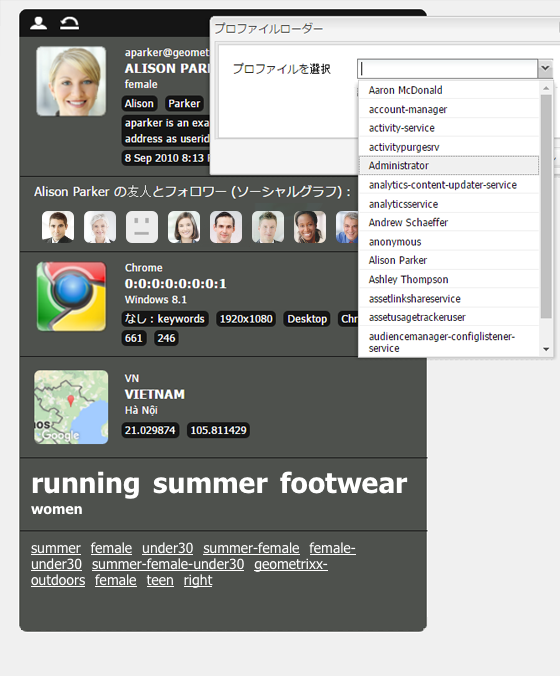 プロファイルローダー
プロファイルを選択
Aaron McDonald
account-manager
activity-service
activitypurgesrv
Administrator
analytics-content-updater-service
analyticsservice
Andrew Schaeffer
anonymous
Alison Parker
Ashley Thompson
assetlinkshareservice
assetusagetrackeruser
audiencemanager-configlistener-
service
aparker@geomet
ALISON PAR
female
Alison Parker
aparker is an exa
address as userid
8 Sep 2010 8:13
Alison Parker の友人とフォロワー (ソーシャルグラフ) :
Chrome
0:0:0:0:0:0:0:1
Windows 8.1
なし : keywords 1920x1080 Desktop Chr
661 246
VN
VIETNAM
Hà Nội
21.029874 105.811429
Google
running summer footwear
women
summer female under30 summer-female female-
under30 summer-female-under30 geometrixx-
outdoors female teen right